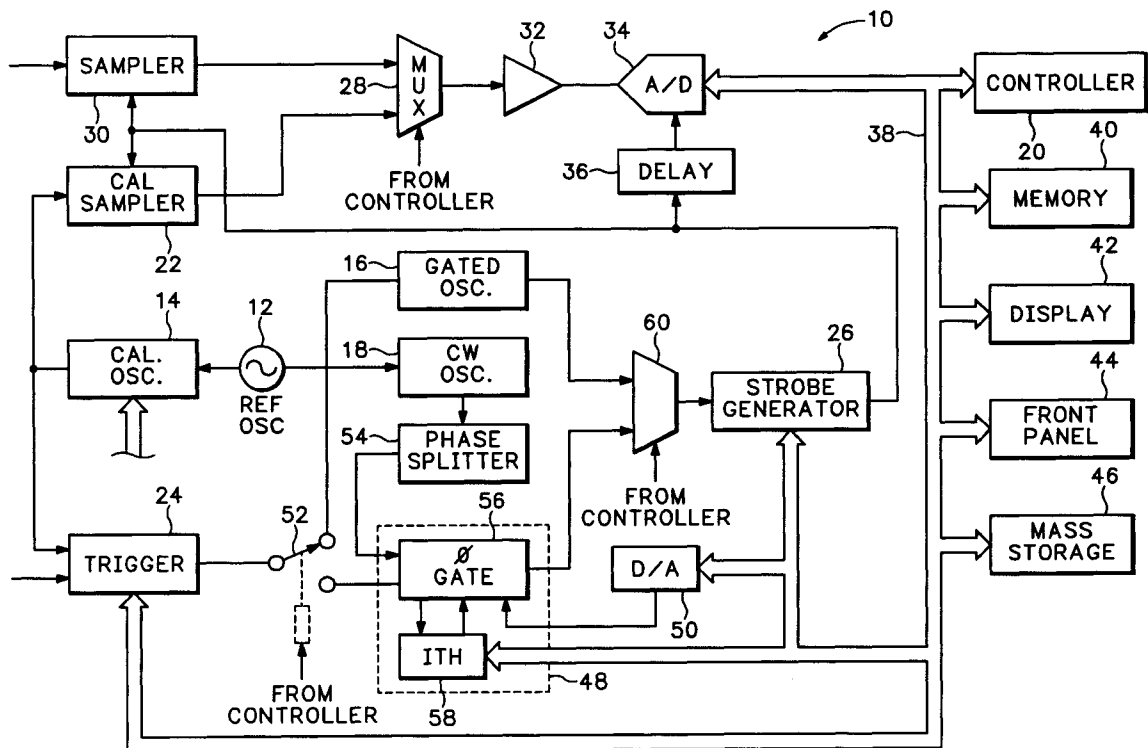 10
SAMPLER
30
MUX
28
32
34
A/D
CONTROLLER
20
38
CAL
SAMPLER
22
FROM
CONTROLLER
36
DELAY
40
MEMORY
14
CAL.
OSC.
12
REF
OSC
16
GATED
OSC.
18
CW
OSC.
54
PHASE
SPLITTER
60
26
STROBE
GENERATOR
42
DISPLAY
44
FRONT
PANEL
FROM
CONTROLLER
24
TRIGGER
52
FROM
CONTROLLER
56
Ø
GATE
ITH
58
48
D/A
50
46
MASS
STORAGE